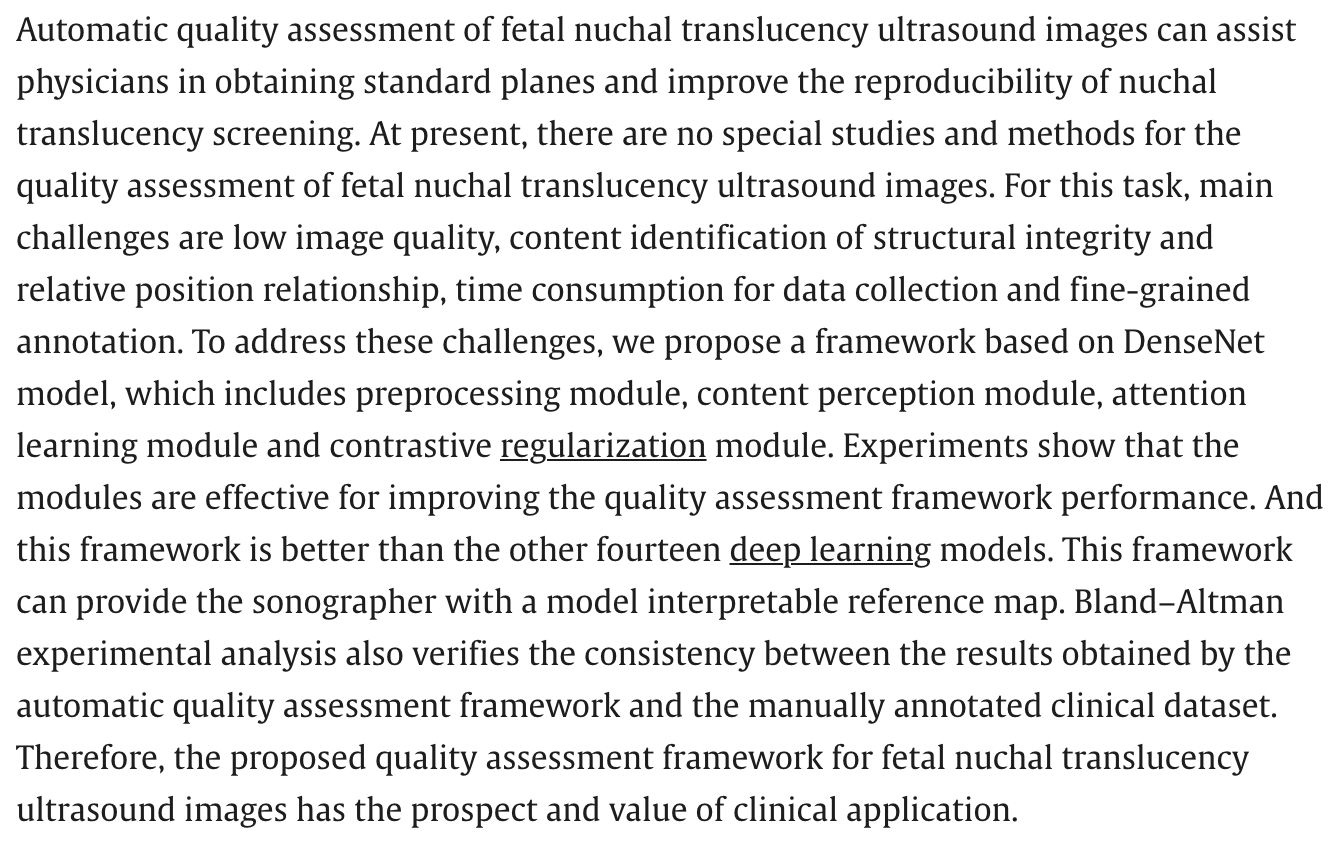 Automatic quality assessment of fetal nuchal translucency ultrasound images can assist
physicians in obtaining standard planes and improve the reproducibility of nuchal
translucency screening. At present, there are no special studies and methods for the
quality assessment of fetal nuchal translucency ultrasound images. For this task, main
challenges are low image quality, content identification of structural integrity and
relative position relationship, time consumption for data collection and fine-grained
annotation. To address these challenges, we propose a framework based on DenseNet
model, which includes preprocessing module, content perception module, attention
learning module and contrastive regularization module. Experiments show that the
modules are effective for improving the quality assessment framework performance. And
this framework is better than the other fourteen deep learning models. This framework
can provide the sonographer with a model interpretable reference map. Bland–Altman
experimental analysis also verifies the consistency between the results obtained by the
automatic quality assessment framework and the manually annotated clinical dataset.
Therefore, the proposed quality assessment framework for fetal nuchal translucency
ultrasound images has the prospect and value of clinical application.